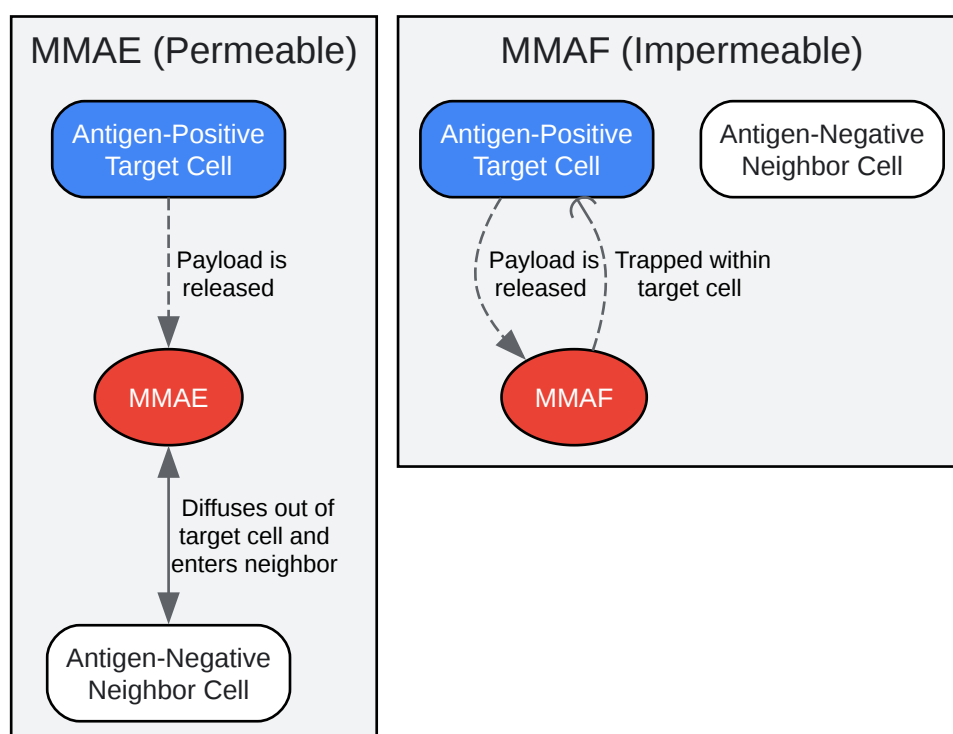 MMAE (Permeable)
Antigen-Positive
Target Cell
Payload is
released
MMAE
Diffuses out of
target cell and
enters neighbor
Antigen-Negative
Neighbor Cell
MMAF (Impermeable)
Antigen-Positive
Target Cell
Antigen-Negative
Neighbor Cell
Payload is
released
Trapped within
target cell
MMAF